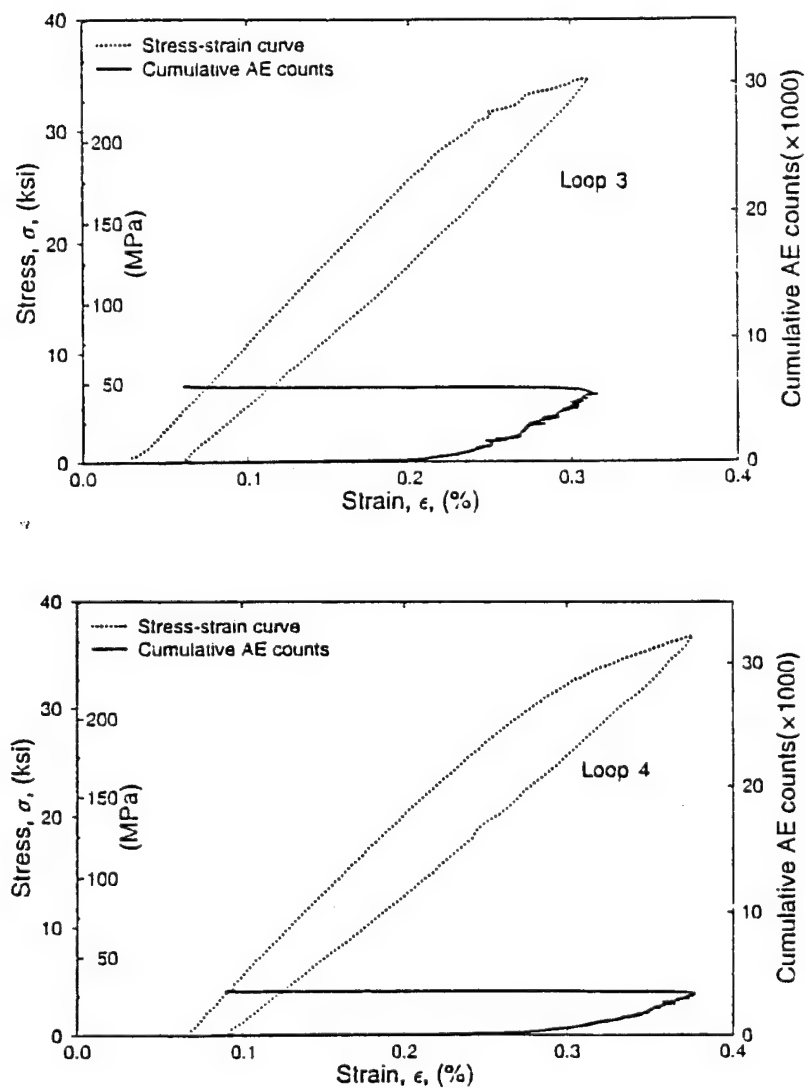 40
Stress-strain curve
Cumulative AE counts
30
20
10
0
200
150
100
50
Stress, σ, (ksi)
(MPa)
Loop 3
30
20
10
0
Cumulative AE counts(×1000)
0.0
0.1
0.2
0.3
0.4
Strain, ϵ, (%)
40
Stress-strain curve
Cumulative AE counts
30
20
10
0
200
150
100
50
Stress, σ, (ksi)
(MPa)
Loop 4
30
20
10
0
Cumulative AE counts(×1000)
0.0
0.1
0.2
0.3
0.4
Strain, ϵ, (%)